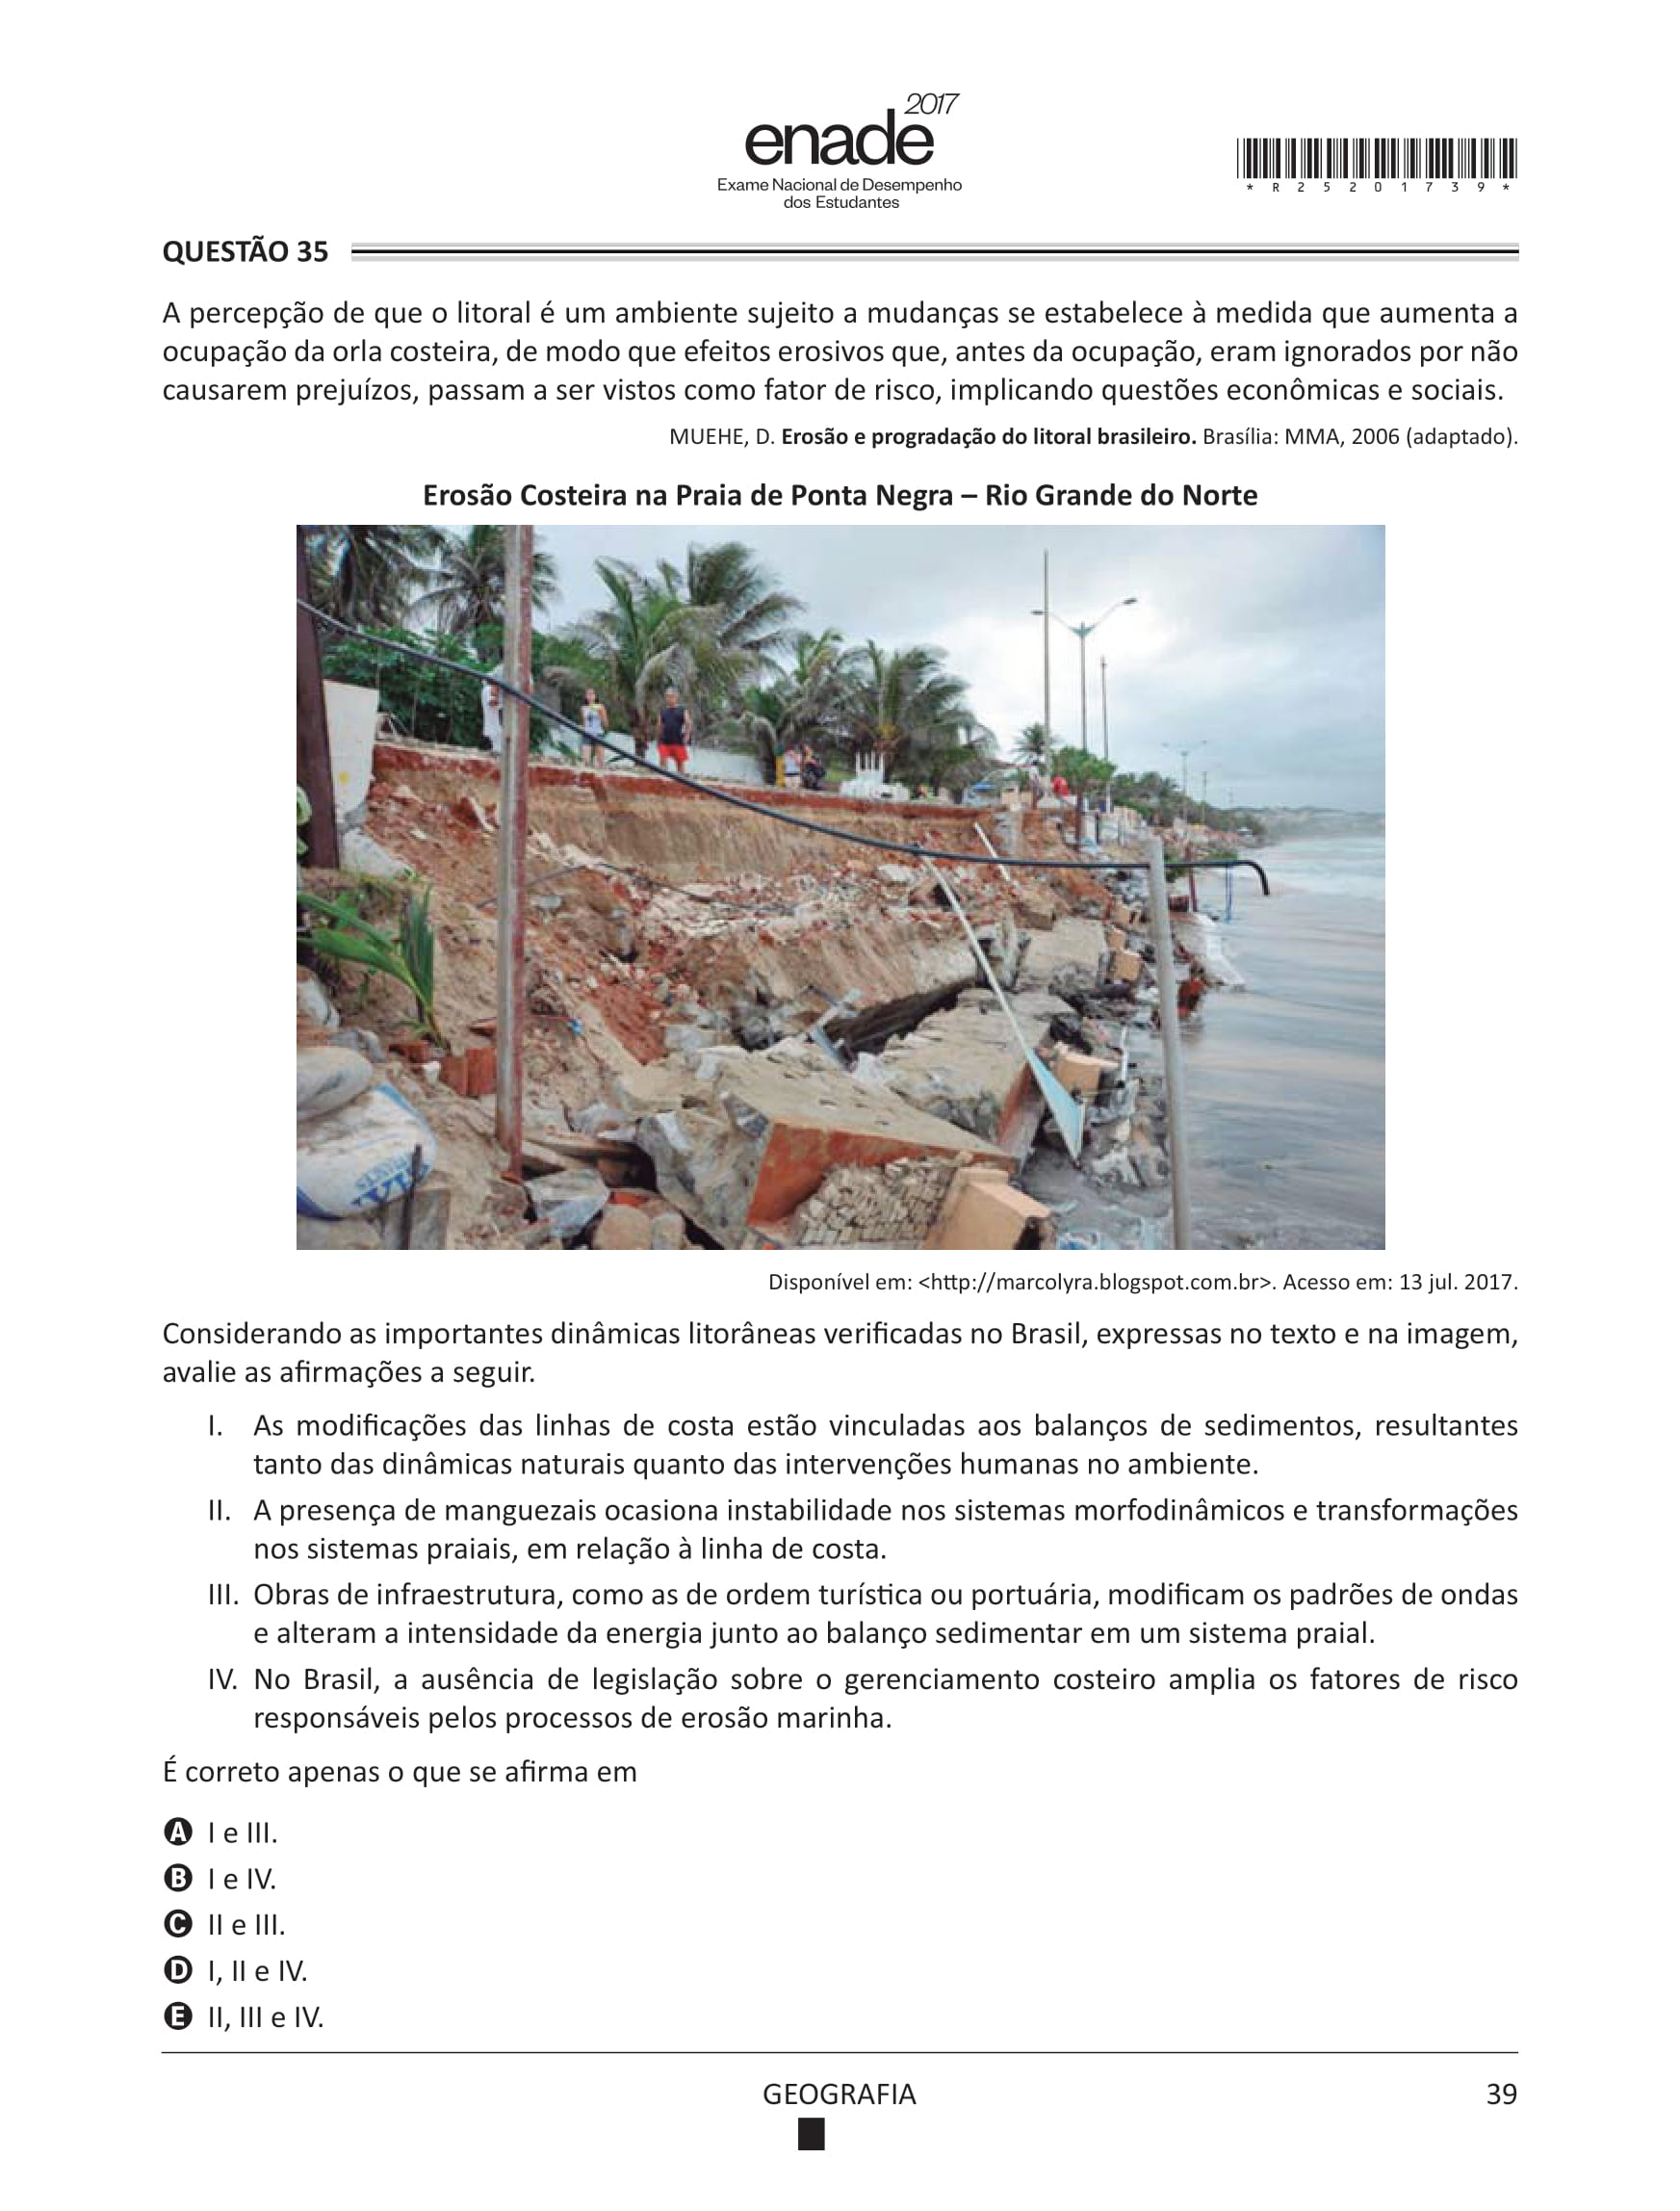 2017
enade
Exame Nacional de Desempenho
dos Estudantes
* R 2 5 2 0 1 7 3 9 *
QUESTÃO 35
A percepção de que o litoral é um ambiente sujeito a mudanças se estabelece à medida que aumenta a
ocupação da orla costeira, de modo que efeitos erosivos que, antes da ocupação, eram ignorados por não
causarem prejuízos, passam a ser vistos como fator de risco, implicando questões econômicas e sociais.
MUEHE, D. Erosão e progradação do litoral brasileiro. Brasília: MMA, 2006 (adaptado).
Erosão Costeira na Praia de Ponta Negra – Rio Grande do Norte
Disponível em: <http://marcolyra.blogspot.com.br>. Acesso em: 13 jul. 2017.
Considerando as importantes dinâmicas litorâneas verificadas no Brasil, expressas no texto e na imagem,
avalie as afirmações a seguir.
I. As modificações das linhas de costa estão vinculadas aos balanços de sedimentos, resultantes
tanto das dinâmicas naturais quanto das intervenções humanas no ambiente.
II. A presença de manguezais ocasiona instabilidade nos sistemas morfodinâmicos e transformações
nos sistemas praiais, em relação à linha de costa.
III. Obras de infraestrutura, como as de ordem turística ou portuária, modificam os padrões de ondas
e alteram a intensidade da energia junto ao balanço sedimentar em um sistema praial.
IV. No Brasil, a ausência de legislação sobre o gerenciamento costeiro amplia os fatores de risco
responsáveis pelos processos de erosão marinha.
É correto apenas o que se afirma em
A I e III.
B I e IV.
C II e III.
D I, II e IV.
E II, III e IV.
GEOGRAFIA
39